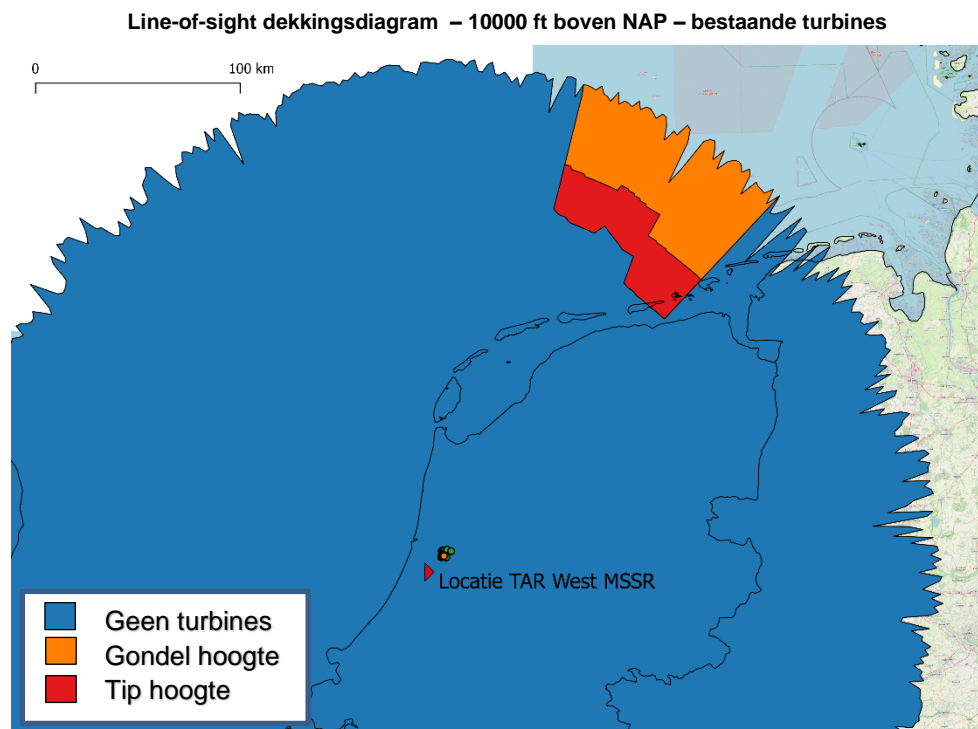 Line-of-sight dekkingsdiagram – 10000 ft boven NAP – bestaande turbines
0 100 km
Locatie TAR West MSSR
Geen turbines
Gondel hoogte
Tip hoogte